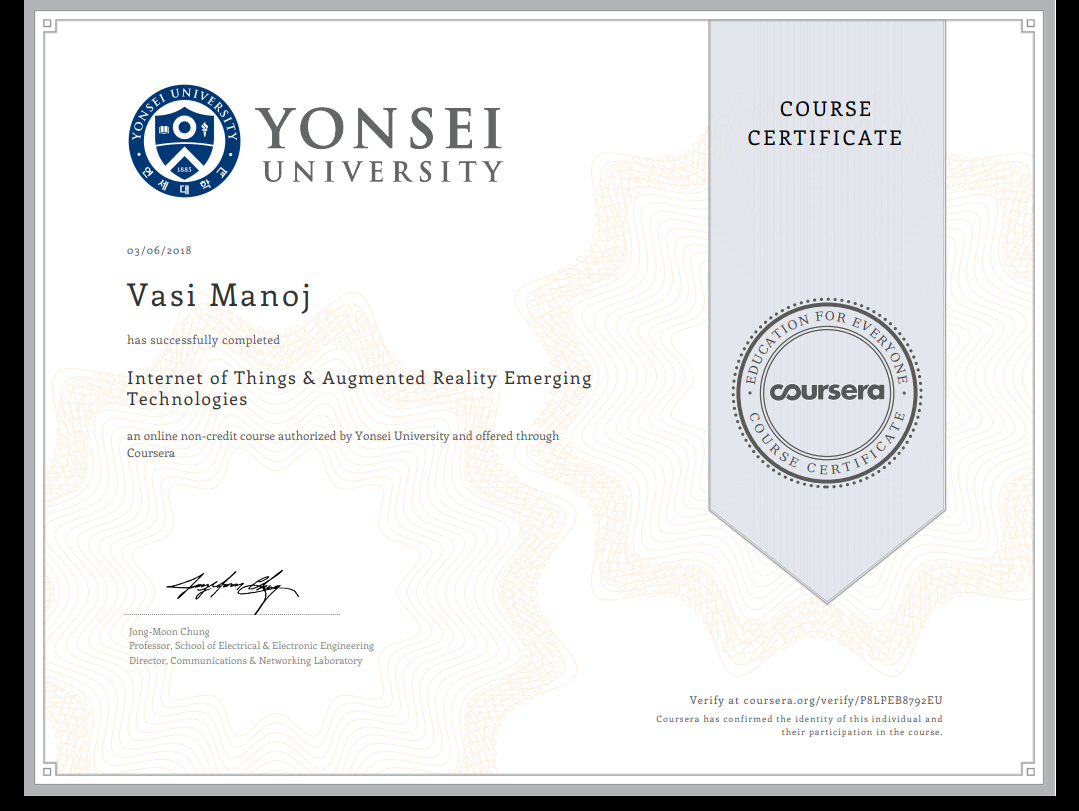 YONSEI UNIVERSITY
1885
연세대학교
YONSEI
UNIVERSITY
COURSE
CERTIFICATE
03/06/2018
Vasi Manoj
has successfully completed
Internet of Things & Augmented Reality Emerging
Technologies
an online non-credit course authorized by Yonsei University and offered through
Coursera
EDUCATION FOR EVERYONE
coursera
COURSE CERTIFICATE
Jong-Moon Chung
Professor, School of Electrical & Electronic Engineering
Director, Communications & Networking Laboratory
Verify at coursera.org/verify/P8LPEB8792EU
Coursera has confirmed the identity of this individual and
their participation in the course.